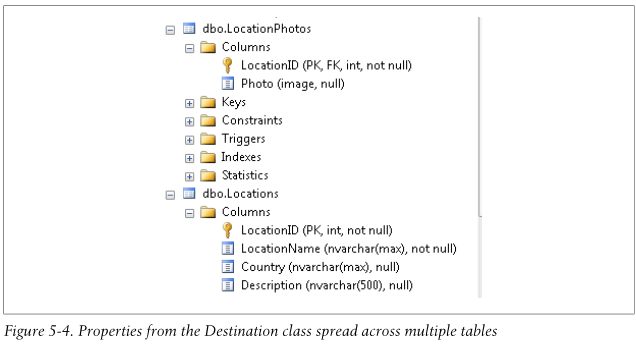 dbo.LocationPhotos
Columns
LocationID (PK, FK, int, not null)
Photo (image, null)
Keys
Constraints
Triggers
Indexes
Statistics
dbo.Locations
Columns
LocationID (PK, int, not null)
LocationName (nvarchar(max), not null)
Country (nvarchar(max), null)
Description (nvarchar(500), null)
Figure 5-4. Properties from the Destination class spread across multiple tables